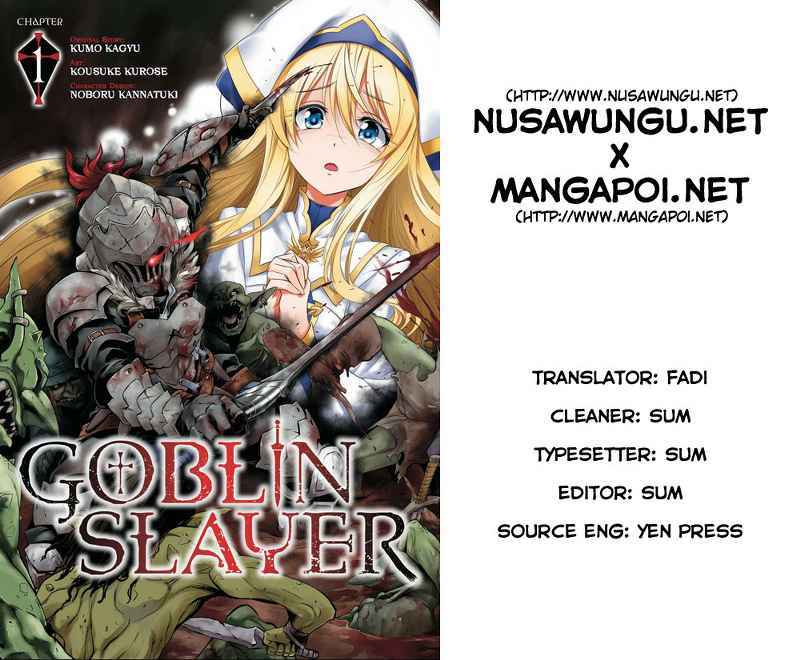 CHAPTER
1
ORIGINAL STORY:
KUMO KAGYU
ART:
KOUSUKE KUROSE
CHARACTER DESIGN:
NOBORU KANNATUKI
GOBLIN
SLAYER
(HTTP://WWW.NUSAWUNGU.NET)
NUSAWUNGU.NET
X
MANGAPOI.NET
(HTTP://WWW.MANGAPOI.NET)
TRANSLATOR: FADI
CLEANER: SUM
TYPESETTER: SUM
EDITOR: SUM
SOURCE ENG: YEN PRESS